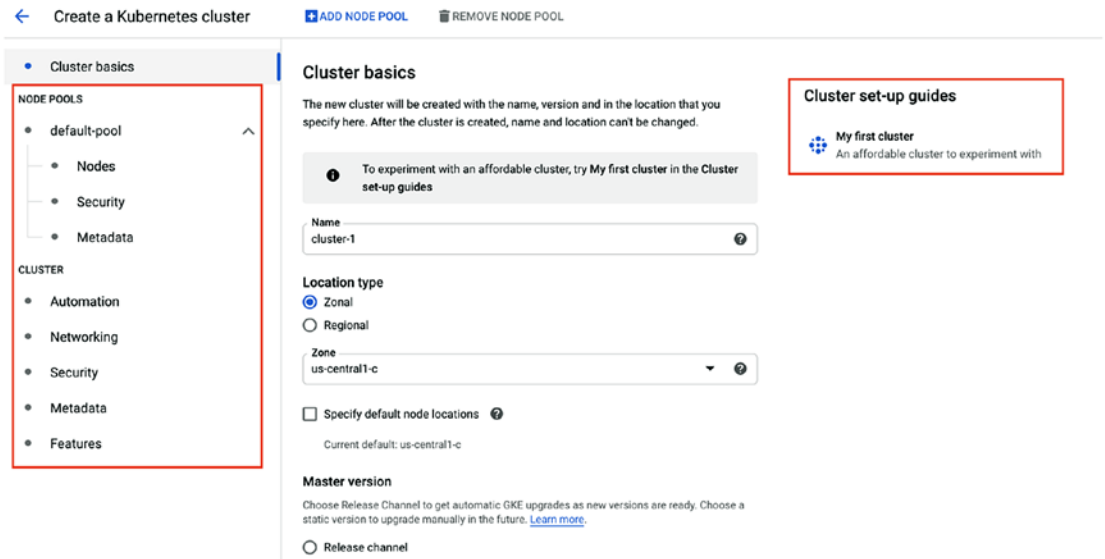 Create a Kubernetes cluster
ADD NODE POOL
REMOVE NODE POOL
Cluster basics
NODE POOLS
default-pool
Nodes
Security
Metadata
CLUSTER
Automation
Networking
Security
Metadata
Features
Cluster basics
The new cluster will be created with the name, version and in the location that you
specify here. After the cluster is created, name and location can't be changed.
To experiment with an affordable cluster, try My first cluster in the Cluster
set-up guides
Name
cluster-1
Location type
Zonal
Regional
Zone
us-central1-c
Specify default node locations
Current default: us-central1-c
Master version
Choose Release Channel to get automatic GKE upgrades as new versions are ready. Choose a
static version to upgrade manually in the future. Learn more.
Release channel
Cluster set-up guides
My first cluster
An affordable cluster to experiment with